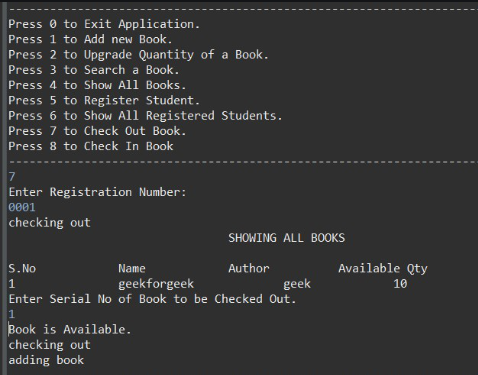 --------------------------------------------------------------
Press 0 to Exit Application.
Press 1 to Add new Book.
Press 2 to Upgrade Quantity of a Book.
Press 3 to Search a Book.
Press 4 to Show All Books.
Press 5 to Register Student.
Press 6 to Show All Registered Students.
Press 7 to Check Out Book.
Press 8 to Check In Book
--------------------------------------------------------------
7
Enter Registration Number:
0001
checking out
SHOWING ALL BOOKS
S.No Name Author Available Qty
1 geekforgeek geek 10
Enter Serial No of Book to be Checked Out.
1
Book is Available.
checking out
adding book